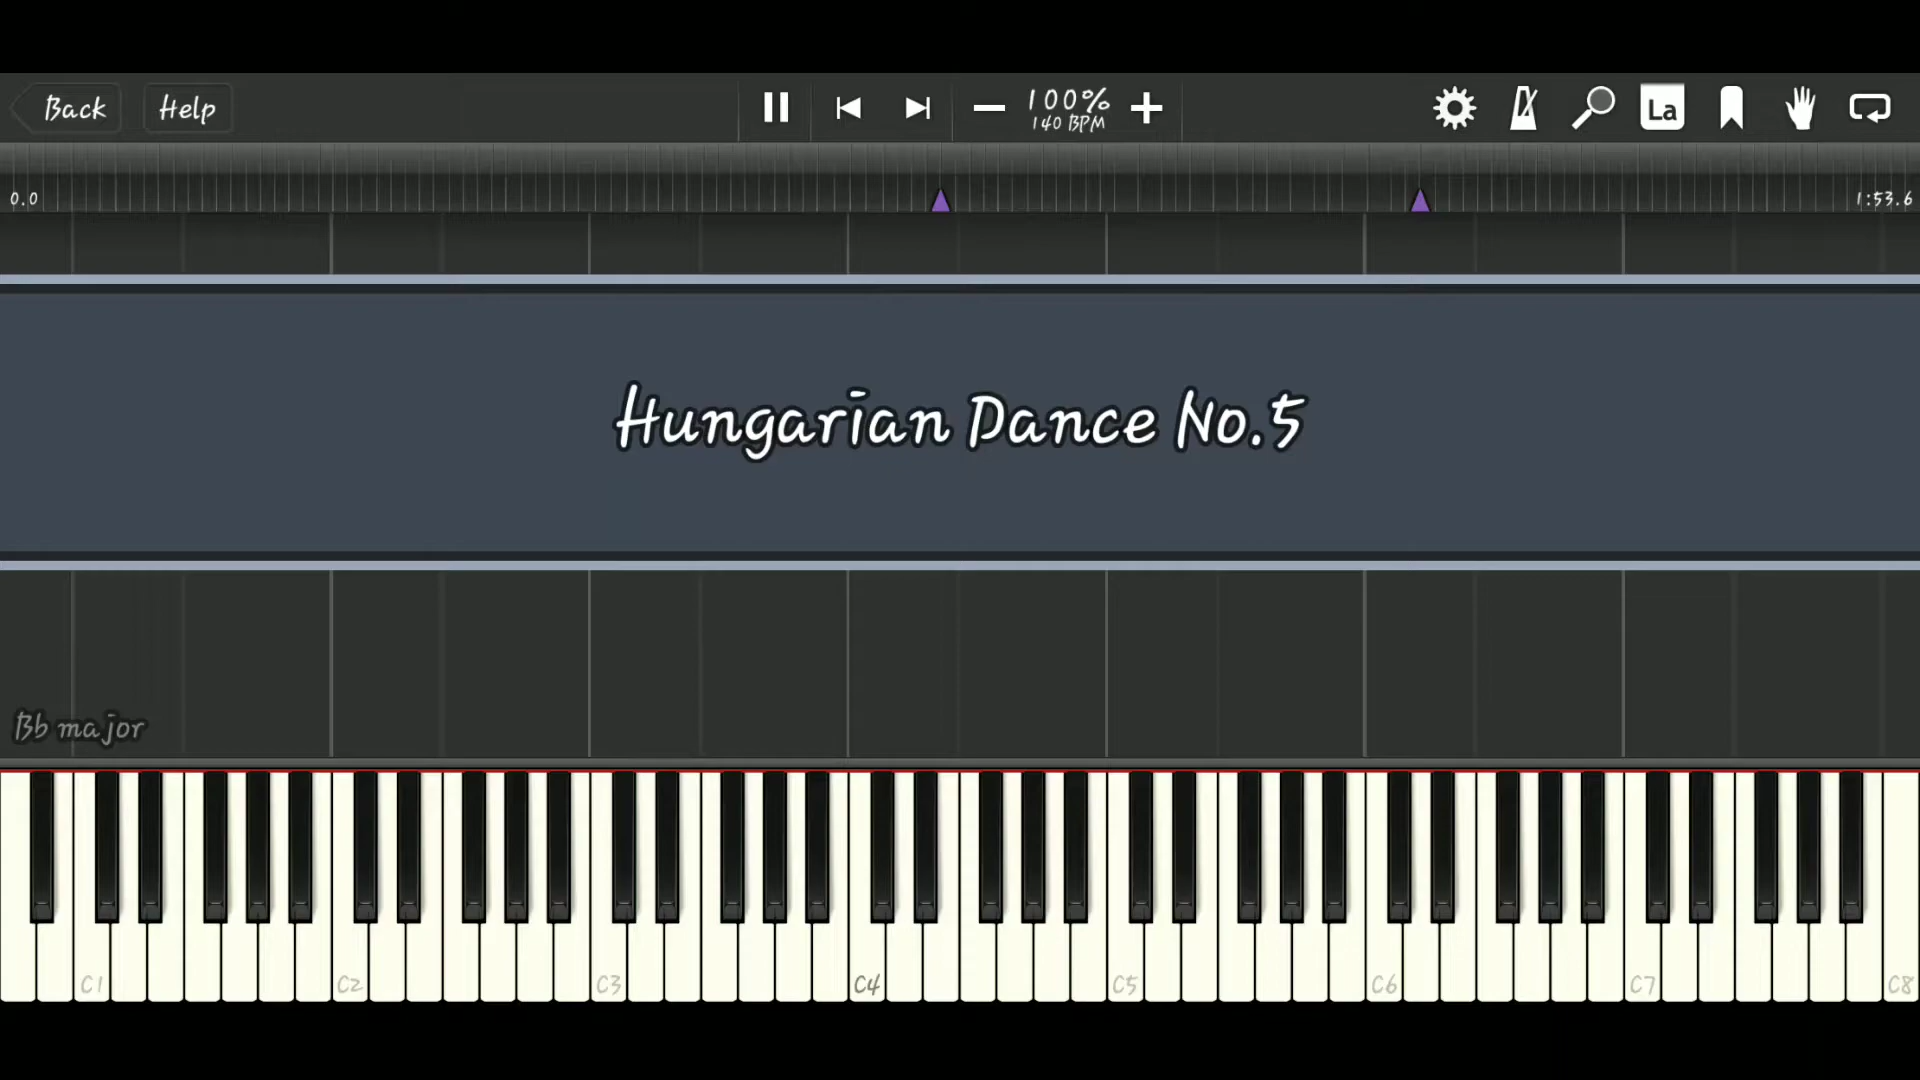 Back Help 100%
140 BPM
La
0.0 1:53.6
Hungarian Dance No.5
Bb major
C1 C2 C3 C4 C5 C6 C7 C8